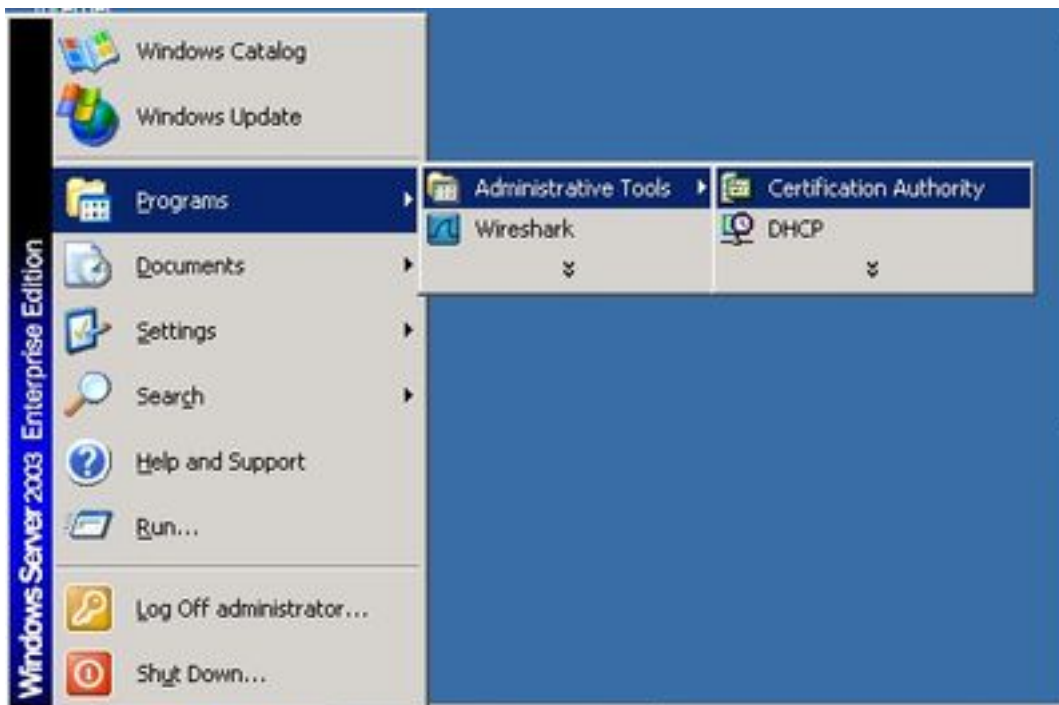 Windows Catalog
Windows Update
Programs
Administrative Tools
Certification Authority
Wireshark
DHCP
Documents
Settings
Search
Help and Support
Run...
Log Off administrator...
Shut Down...
Windows Server 2003 Enterprise Edition